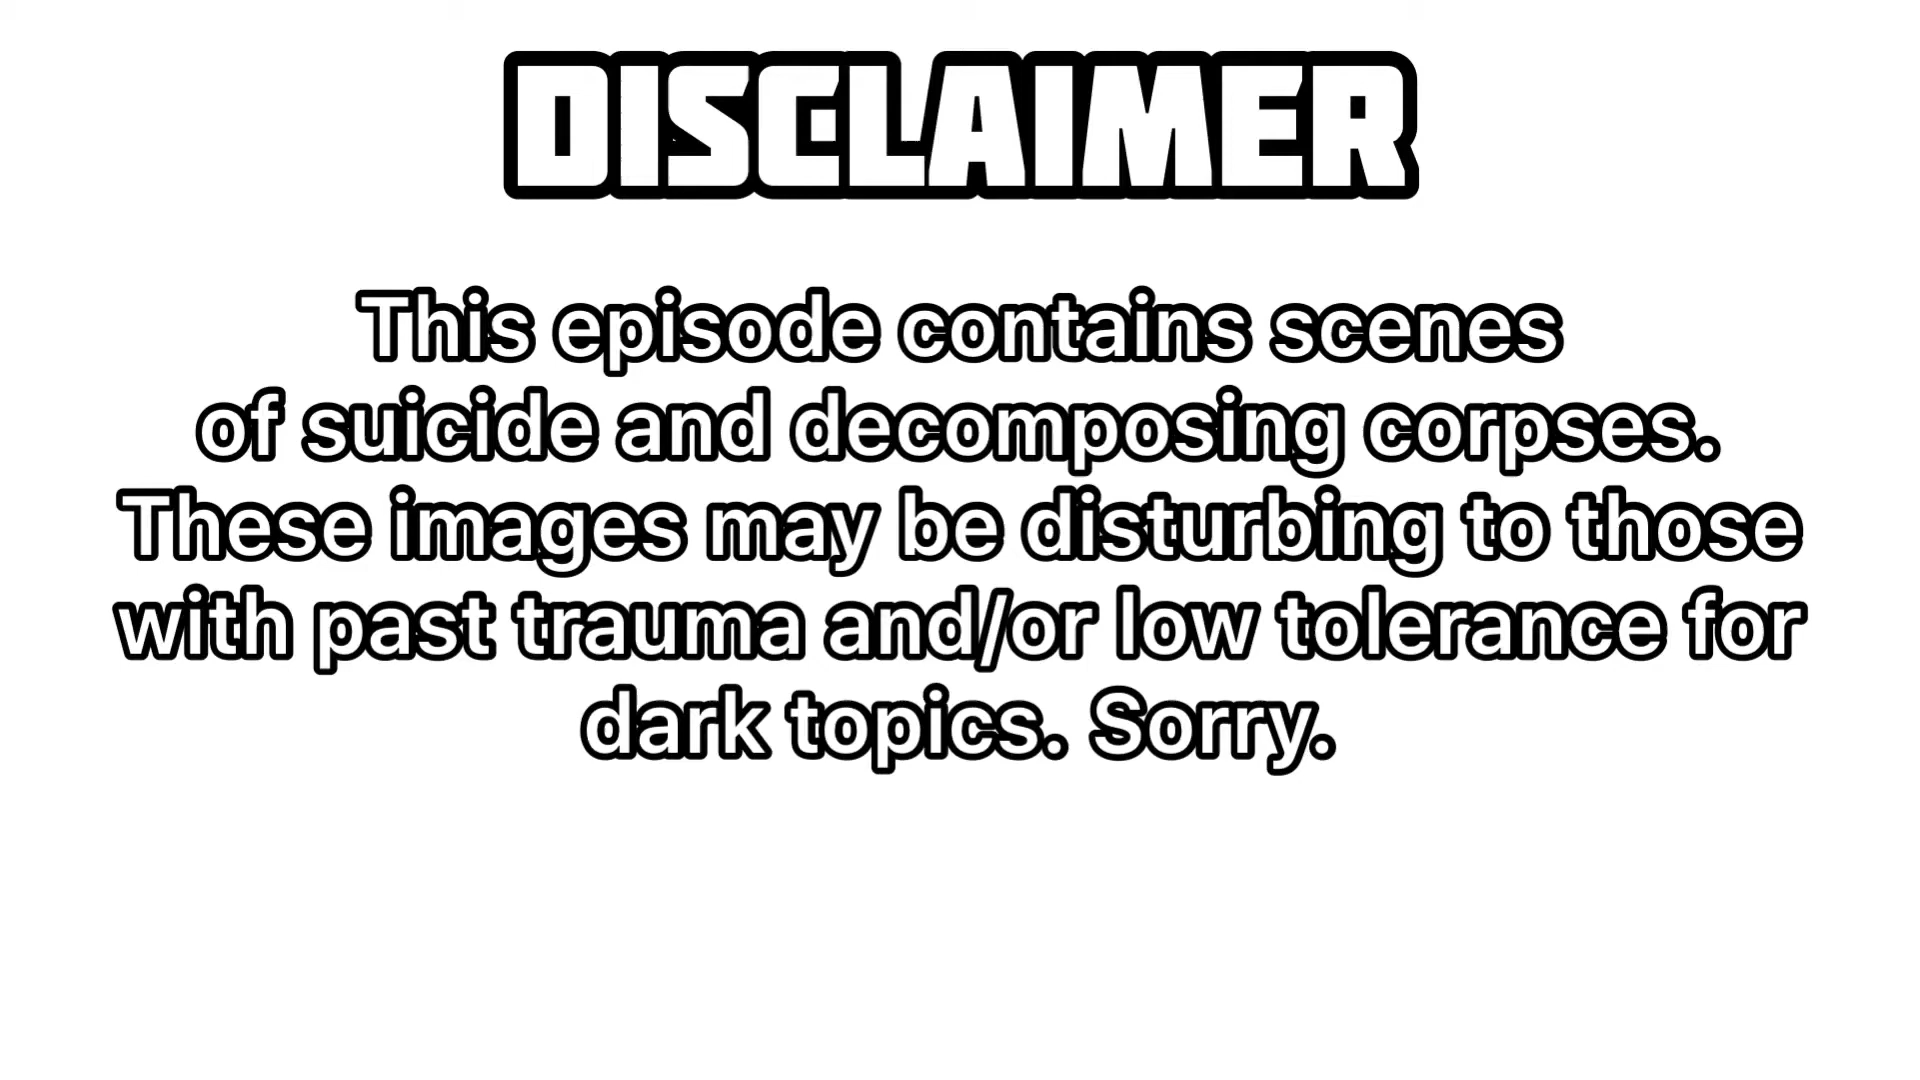 DISCLAIMER
This episode contains scenes
of suicide and decomposing corpses.
These images may be disturbing to those
with past trauma and/or low tolerance for
dark topics. Sorry.